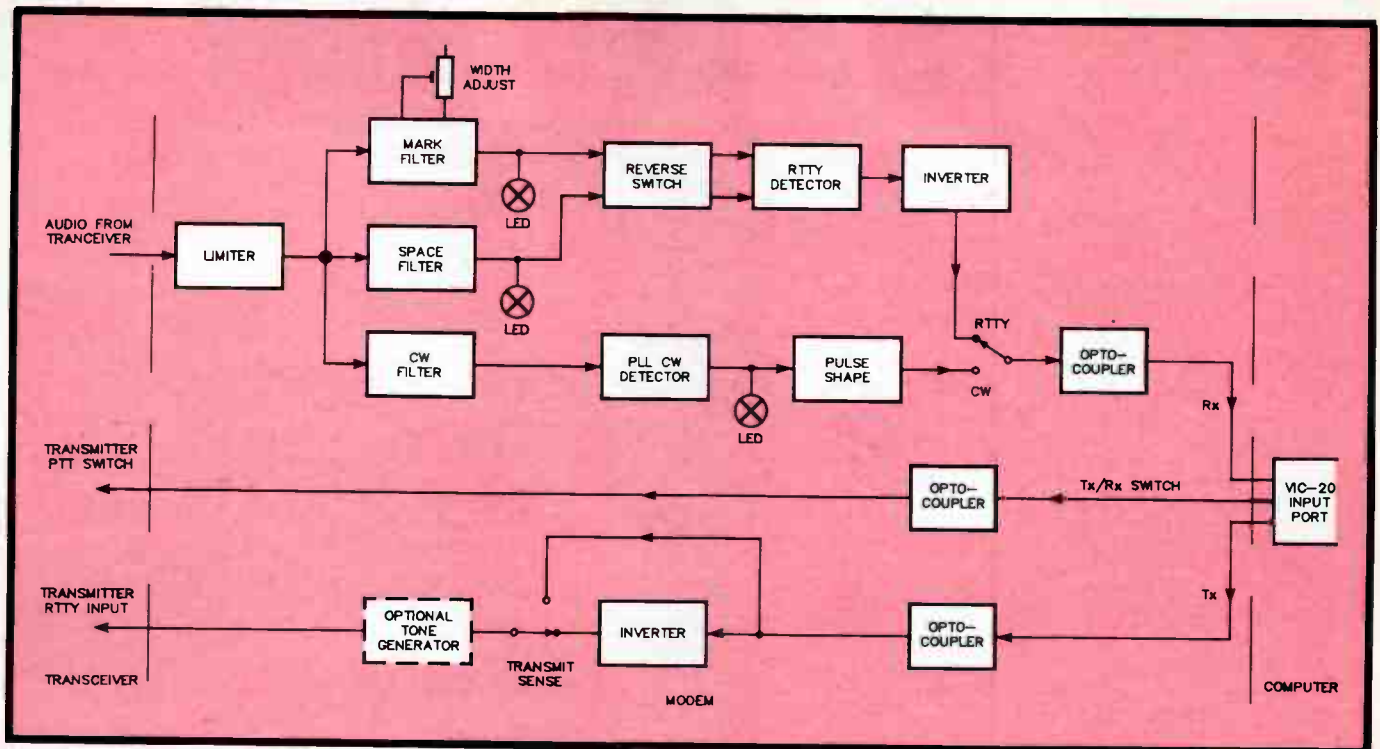 WIDTH
ADJUST
MARK
FILTER
LED
REVERSE
SWITCH
RTTY
DETECTOR
INVERTER
AUDIO FROM
TRANCEIVER
LIMITER
SPACE
FILTER
LED
CW
FILTER
PLL CW
DETECTOR
LED
PULSE
SHAPE
RTTY
CW
OPTO-
COUPLER
Rx
TRANSMITTER
PTT SWITCH
OPTO-
COUPLER
Tx/Rx SWITCH
VIC-20
INPUT
PORT
TRANSMITTER
RTTY INPUT
OPTIONAL
TONE
GENERATOR
TRANSMIT
SENSE
INVERTER
OPTO-
COUPLER
Tx
TRANSCEIVER
MODEM
COMPUTER